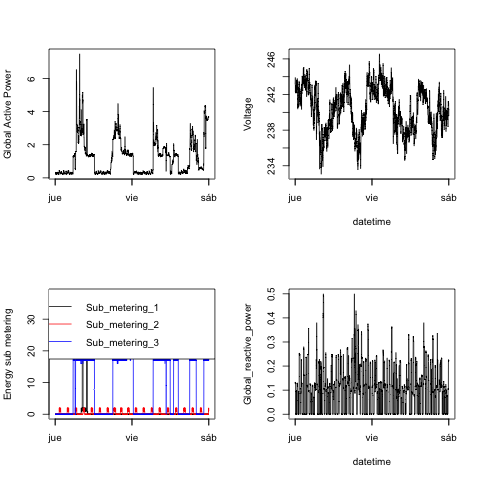 Global Active Power
0 2 4 6
jue vie sáb
Voltage
234 238 242 246
jue vie sáb
datetime
Energy sub metering
0 10 20 30
Sub_metering_1
Sub_metering_2
Sub_metering_3
jue vie sáb
Global_reactive_power
0.0 0.1 0.2 0.3 0.4 0.5
jue vie sáb
datetime